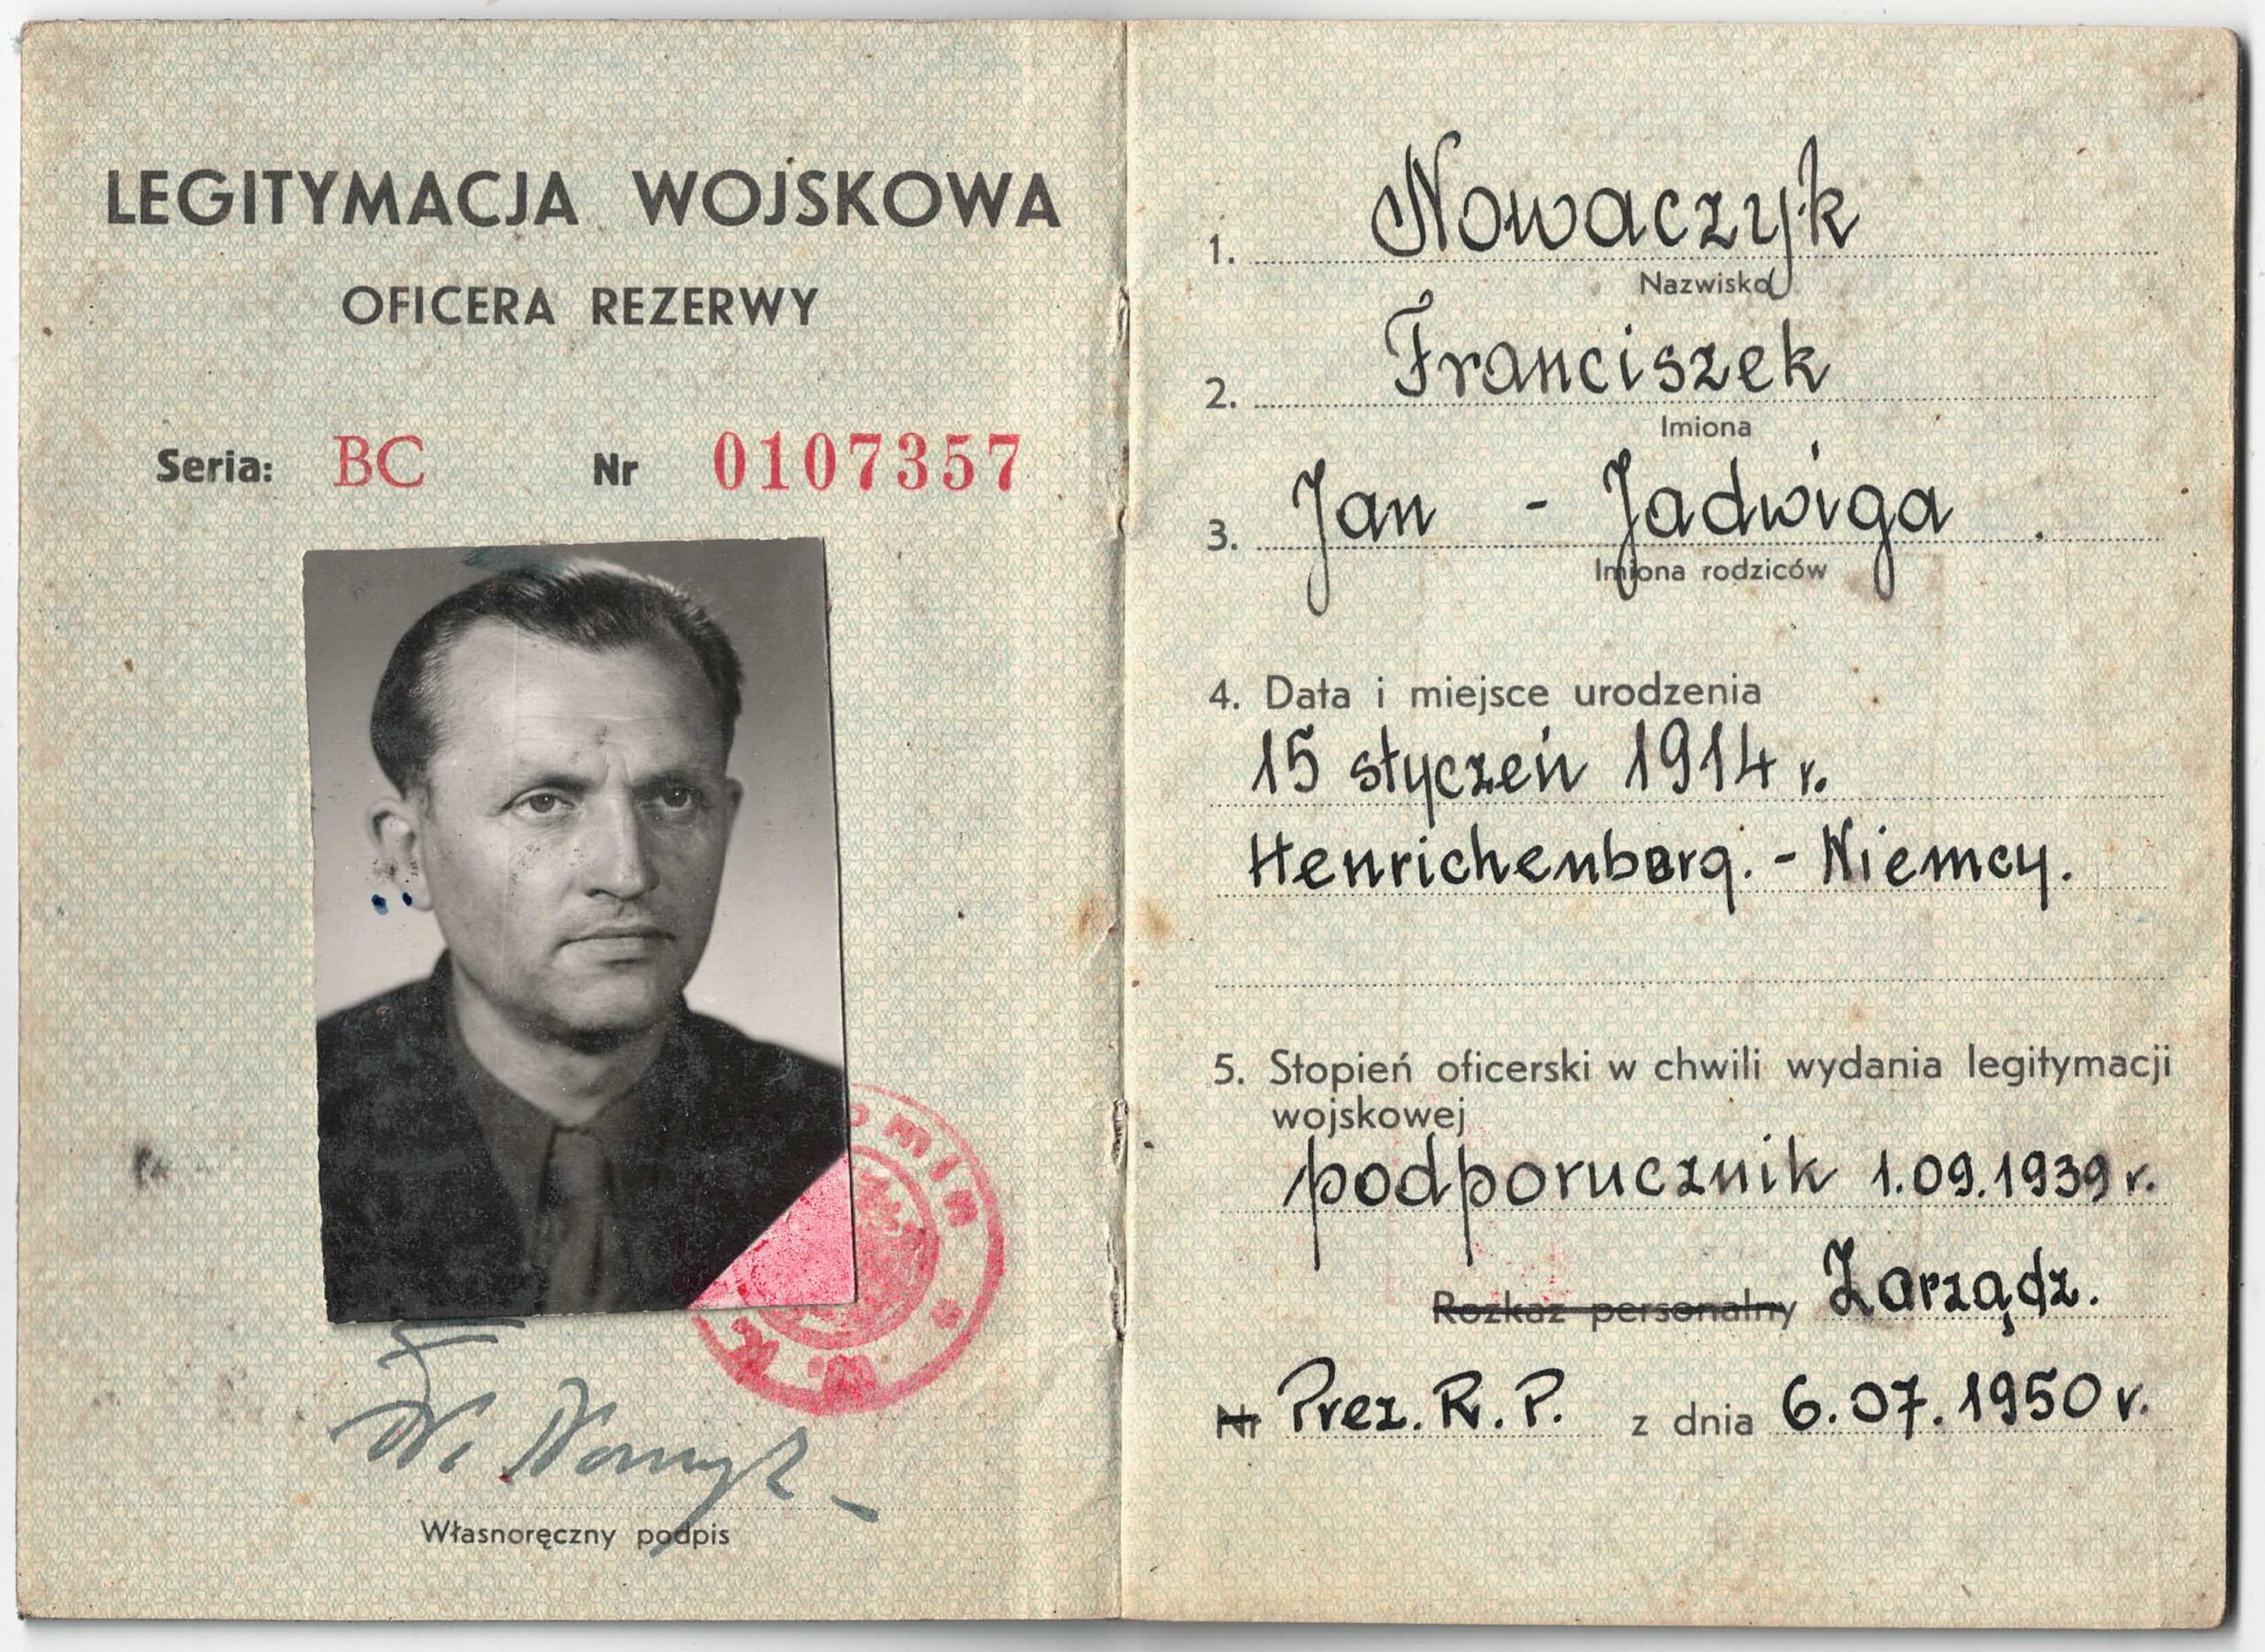 LEGITYMACJA WOJSKOWA
OFICERA REZERWY
Seria: BC Nr 0107357
Własnoręczny podpis
1. Nowaczyk
Nazwisko
2. Franciszek
Imiona
3. Jan - Jadwiga
Imiona rodziców
4. Data i miejsce urodzenia
15 styczeń 1914 r.
Henrichenberg. - Niemcy.
5. Stopień oficerski w chwili wydania legitymacji
wojskowej
podporucznik 1.09.1939 r.
Rozkaz personalny Zarządz.
Nr Prez. R. P. z dnia 6.07.1950 r.